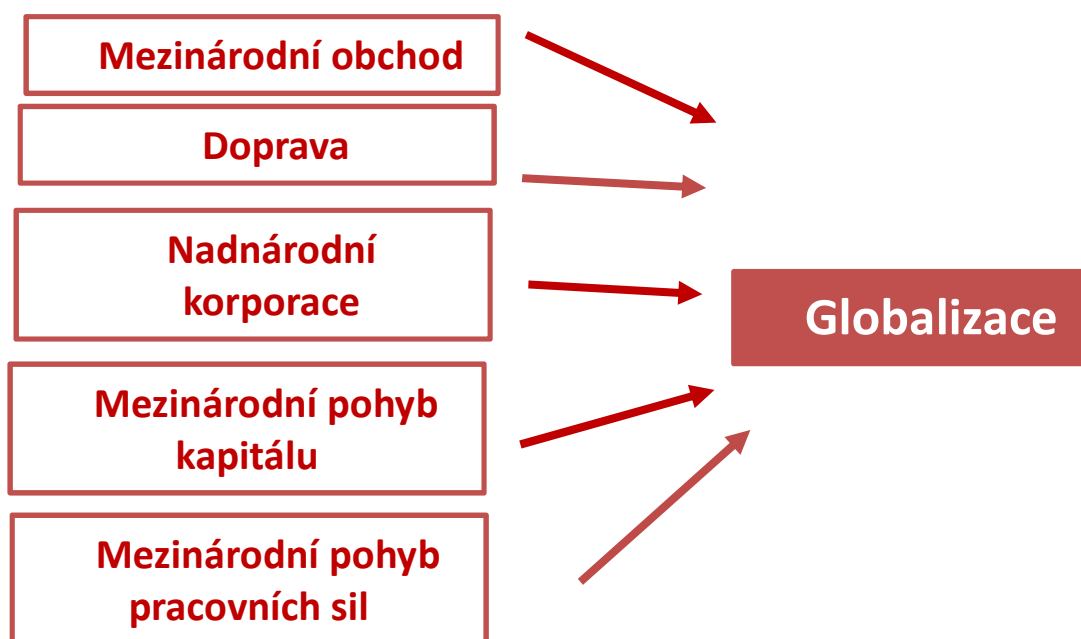 Mezinárodní obchod
Doprava
Nadnárodní
korporace
Globalizace
Mezinárodní pohyb
kapitálu
Mezinárodní pohyb
pracovních sil